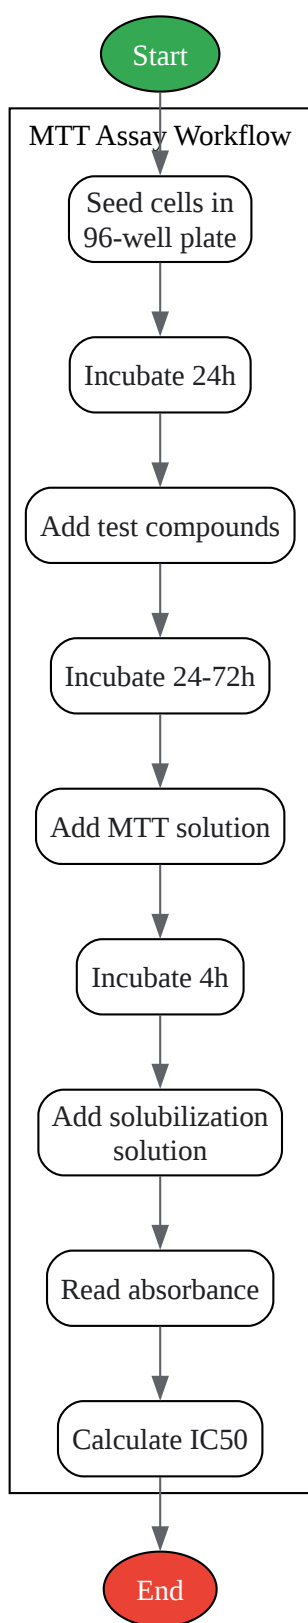 Start
MTT Assay Workflow
Seed cells in
96-well plate
Incubate 24h
Add test compounds
Incubate 24-72h
Add MTT solution
Incubate 4h
Add solubilization
solution
Read absorbance
Calculate IC50
End